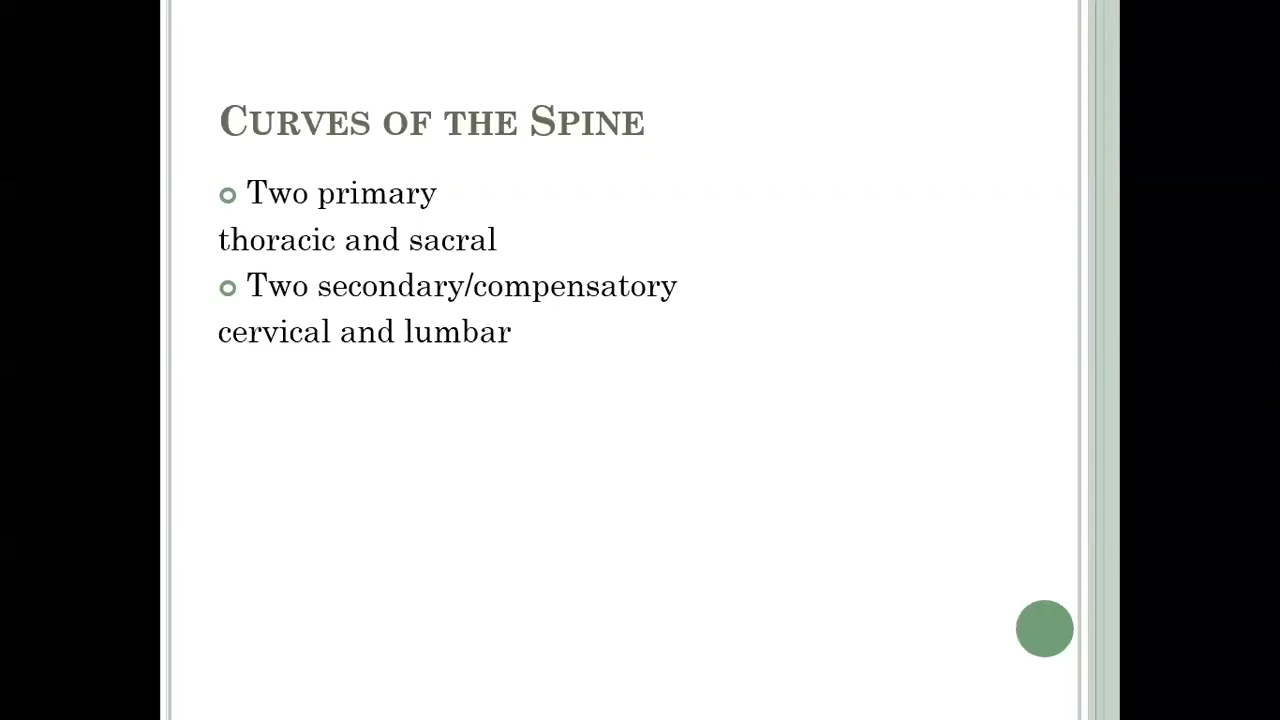 Curves of the Spine
Two primary
thoracic and sacral
Two secondary/compensatory
cervical and lumbar